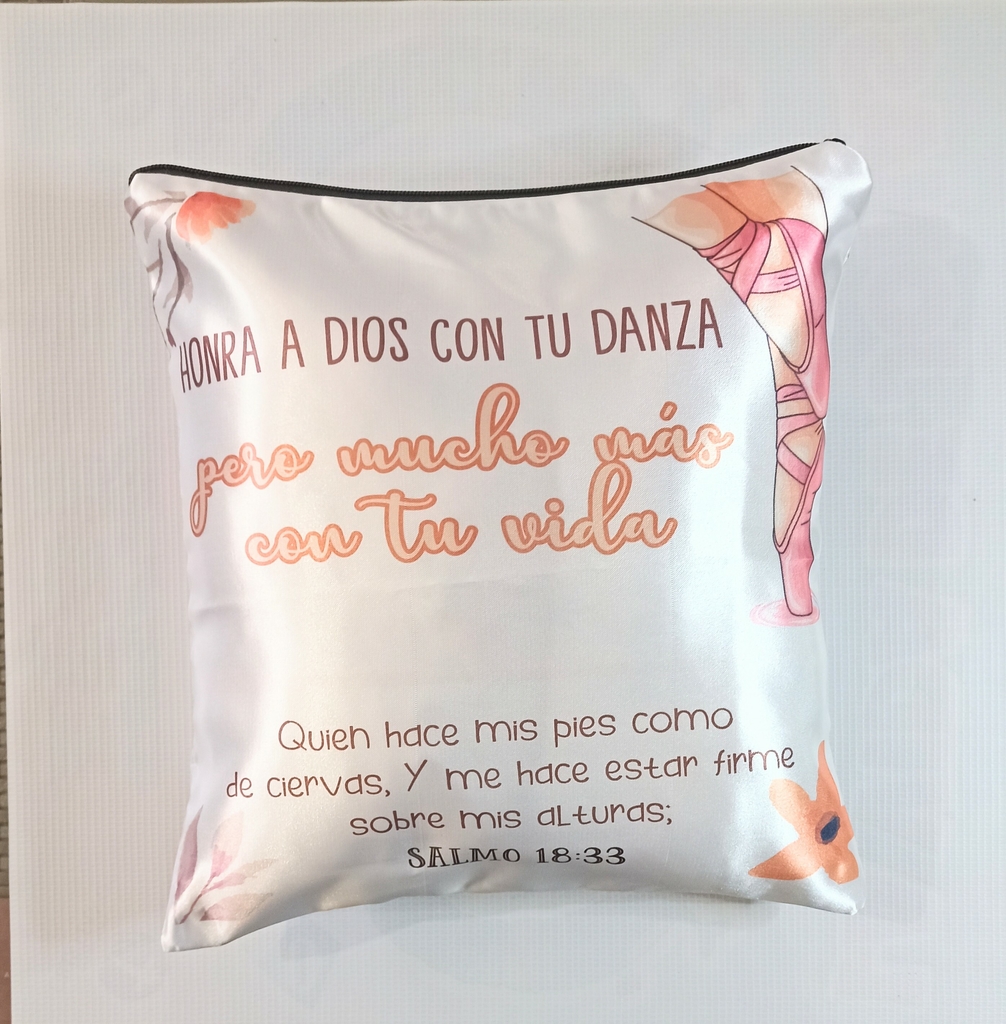 HONRA A DIOS CON TU DANZA
pero mucho más
con Tu vida
Quien hace mis pies como
de ciervas, Y me hace estar firme
sobre mis alturas;
SALMO 18:33